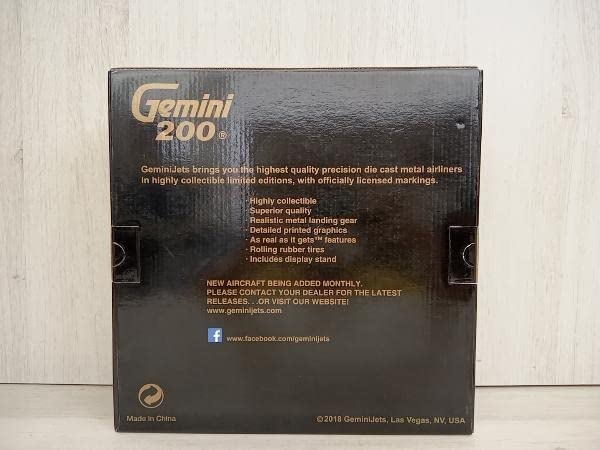 Gemini
200®
GeminiJets brings you the highest quality precision die cast metal airliners
in highly collectible limited editions, with officially licensed markings.
· Highly collectible
· Superior quality
· Realistic metal landing gear
· Detailed printed graphics
· As real as it gets™ features
· Rolling rubber tires
· Includes display stand
NEW AIRCRAFT BEING ADDED MONTHLY.
PLEASE CONTACT YOUR DEALER FOR THE LATEST
RELEASES. . .OR VISIT OUR WEBSITE!
www.geminijets.com
f www.facebook.com/geminijets
Made in China
©2018 GeminiJets, Las Vegas, NV, USA